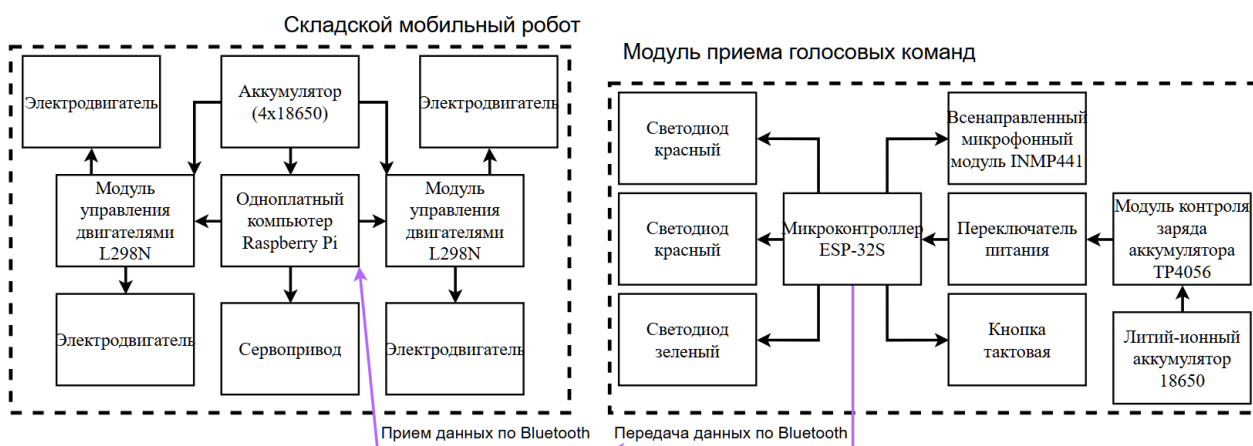 Складской мобильный робот
Электродвигатель
Аккумулятор
(4x18650)
Электродвигатель
Модуль
управления
двигателями
L298N
Одноплатный
компьютер
Raspberry Pi
Модуль
управления
двигателями
L298N
Электродвигатель
Сервопривод
Электродвигатель
Прием данных по Bluetooth
Модуль приема голосовых команд
Светодиод
красный
Всенаправленный
микрофонный
модуль INMP441
Светодиод
красный
Микроконтроллер
ESP-32S
Переключатель
питания
Модуль контроля
заряда
аккумулятора
TP4056
Светодиод
зеленый
Кнопка
тактовая
Литий-ионный
аккумулятор
18650
Передача данных по Bluetooth